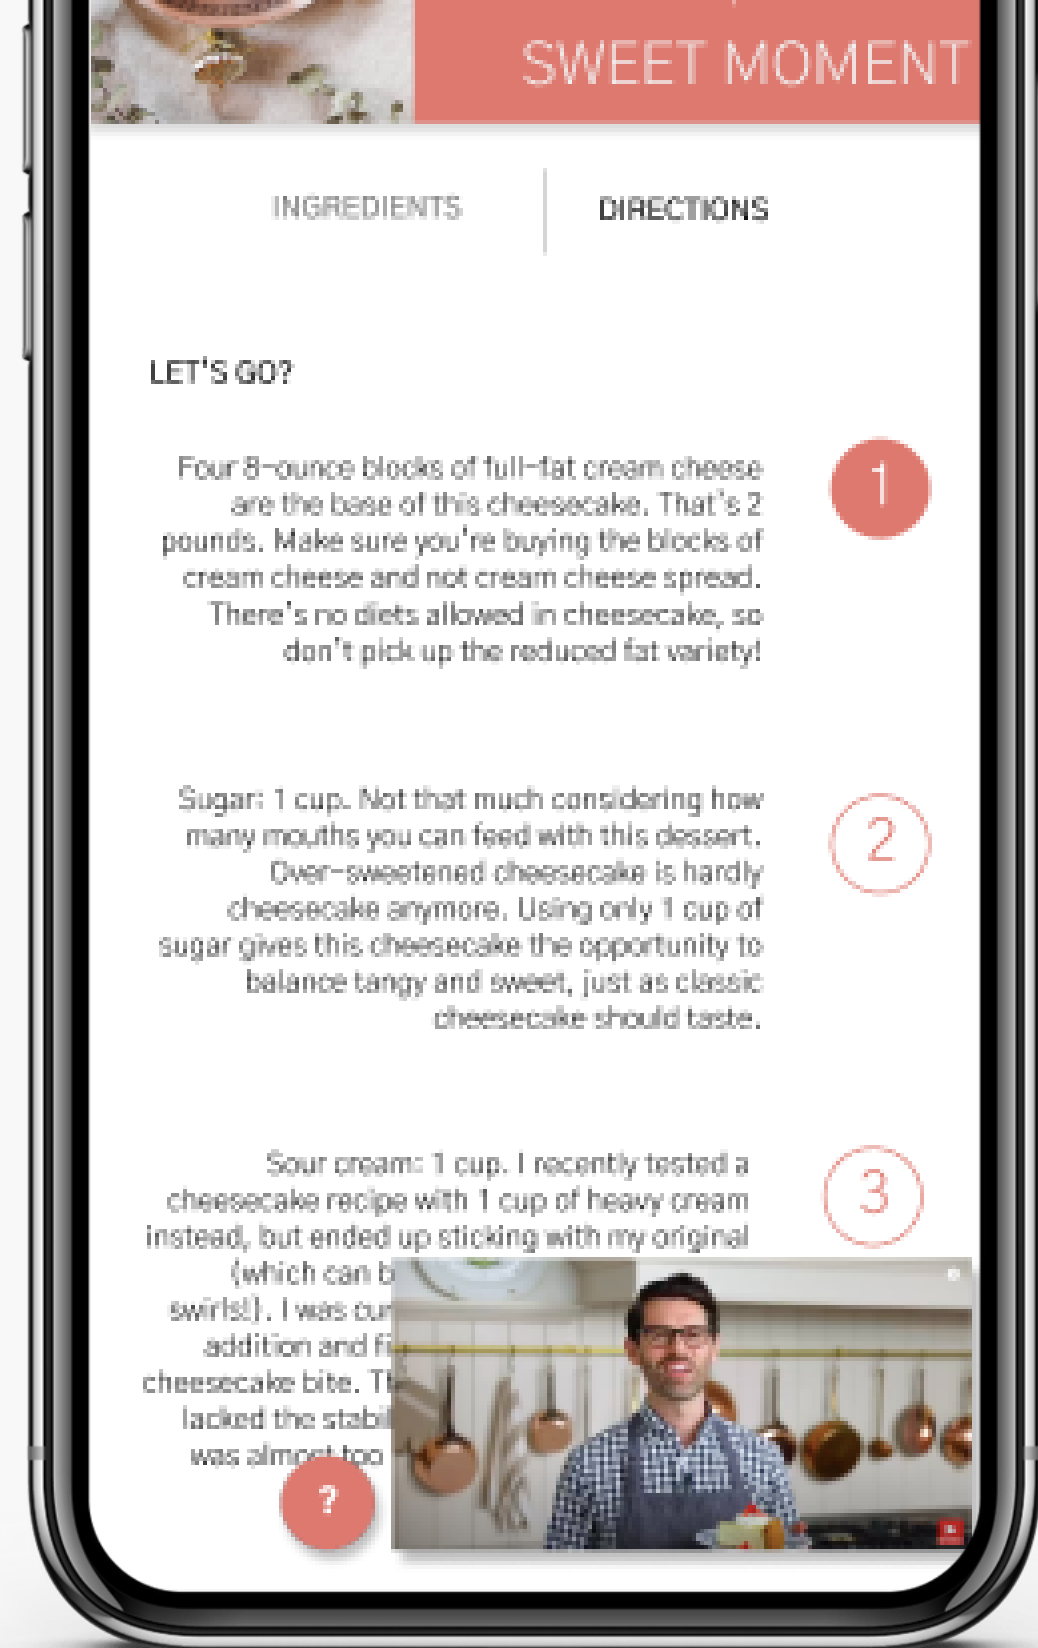 SWEET MOMENT
INGREDIENTS
DIRECTIONS
LET'S GO?
Four 8-ounce blocks of full-fat cream cheese
are the base of this cheesecake. That's 2
pounds. Make sure you're buying the blocks of
cream cheese and not cream cheese spread.
There's no diets allowed in cheesecake, so
don't pick up the reduced fat variety!
1
Sugar: 1 cup. Not that much considering how
many mouths you can feed with this dessert.
Over-sweetened cheesecake is hardly
cheesecake anymore. Using only 1 cup of
sugar gives this cheesecake the opportunity to
balance tangy and sweet, just as classic
cheesecake should taste.
2
Sour cream: 1 cup. I recently tested a
cheesecake recipe with 1 cup of heavy cream
instead, but ended up sticking with my original
(which can b
swirls!). I was cur
addition and fi
cheesecake bite. Th
lacked the stabil
was almost too
3
?